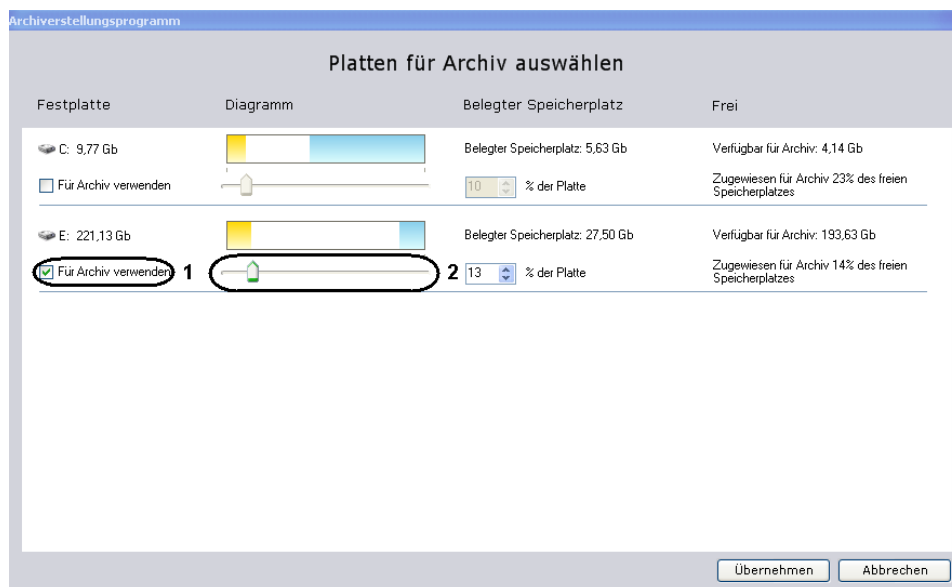 Archiverstellungsprogramm
Platten für Archiv auswählen
Festplatte Diagramm Belegter Speicherplatz Frei
C: 9,77 Gb Belegter Speicherplatz: 5,63 Gb Verfügbar für Archiv: 4,14 Gb
Für Archiv verwenden 10 % der Platte Zugewiesen für Archiv 23% des freien
Speicherplatzes
E: 221,13 Gb Belegter Speicherplatz: 27,50 Gb Verfügbar für Archiv: 193,63 Gb
Für Archiv verwenden 1 2 13 % der Platte Zugewiesen für Archiv 14% des freien
Speicherplatzes
Übernehmen Abbrechen